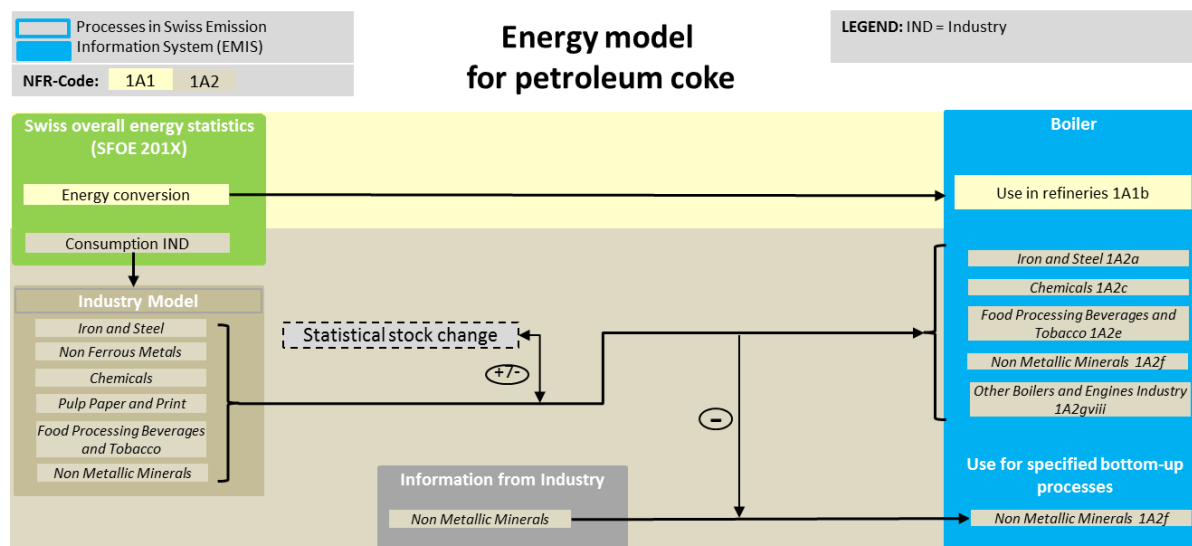 Processes in Swiss Emission
Information System (EMIS)
NFR-Code: 1A1 1A2
Energy model
for petroleum coke
LEGEND: IND = Industry
Swiss overall energy statistics
(SFOE 201X)
Energy conversion
Consumption IND
Industry Model
Iron and Steel
Non Ferrous Metals
Chemicals
Pulp Paper and Print
Food Processing Beverages
and Tobacco
Non Metallic Minerals
Statistical stock change
+7-
–
Information from Industry
Non Metallic Minerals
Boiler
Use in refineries 1A1b
Iron and Steel 1A2a
Chemicals 1A2c
Food Processing Beverages and
Tobacco 1A2e
Non Metallic Minerals 1A2f
Other Boilers and Engines Industry
1A2gviii
Use for specified bottom-up
processes
Non Metallic Minerals 1A2f